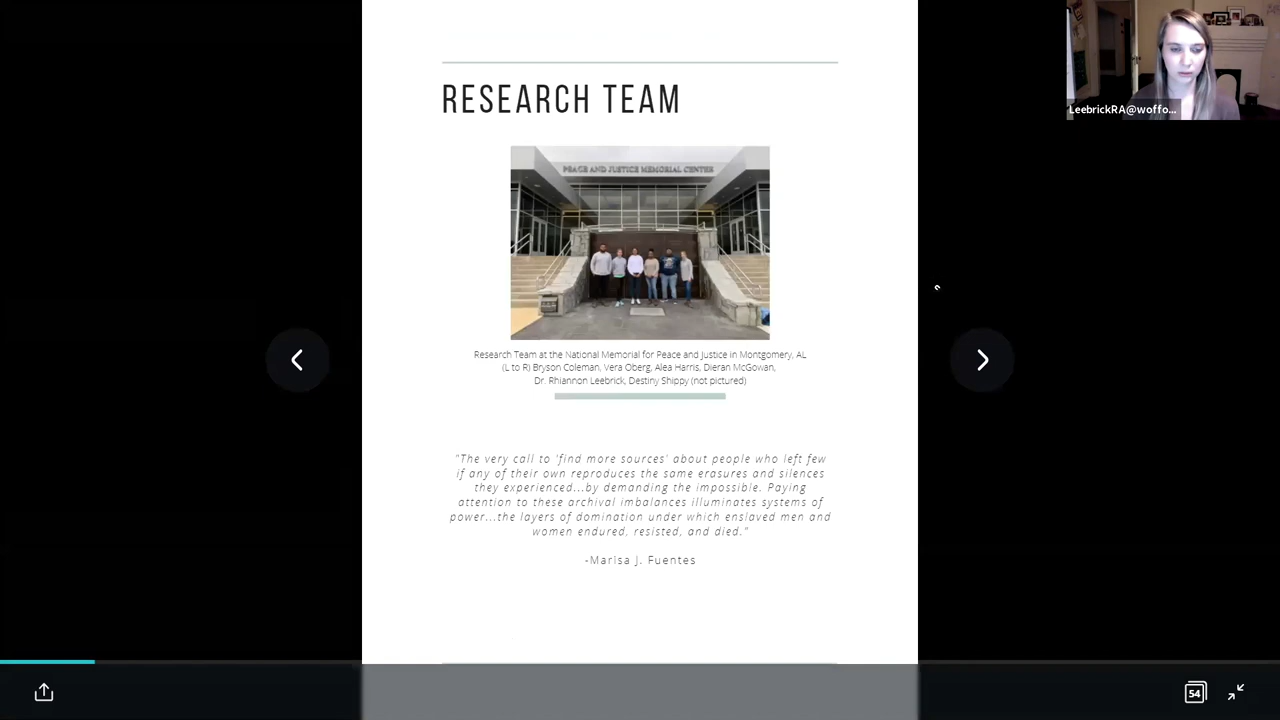 RESEARCH TEAM
PEACE AND JUSTICE MEMORIAL CENTER
Research Team at the National Memorial for Peace and Justice in Montgomery, AL
(L to R) Bryson Coleman, Vera Oberg, Alea Harris, Dieran McGowan,
Dr. Rhiannon Leebrick, Destiny Shippy (not pictured)
"The very call to 'find more sources' about people who left few
if any of their own reproduces the same erasures and silences
they experienced...by demanding the impossible. Paying
attention to these archival imbalances illuminates systems of
power...the layers of domination under which enslaved men and
women endured, resisted, and died."
-Marisa J. Fuentes
LeebrickRA@woffo...
54